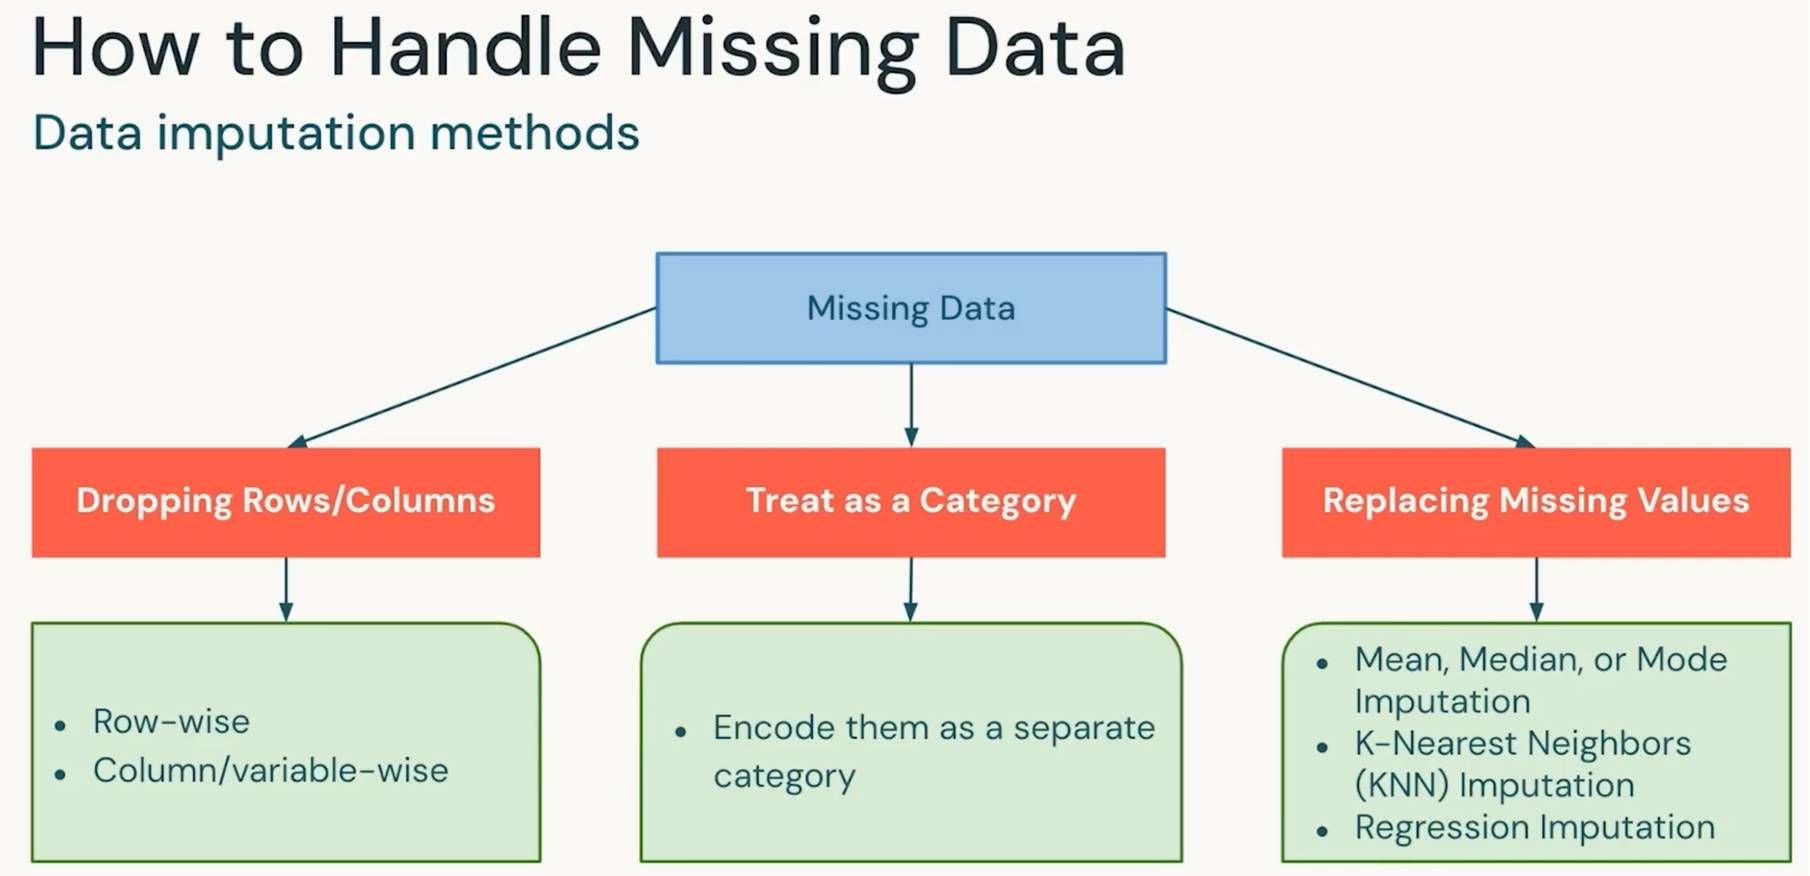 How to Handle Missing Data
Data imputation methods
Missing Data
Dropping Rows/Columns
Treat as a Category
Replacing Missing Values
• Row-wise
• Column/variable-wise
• Encode them as a separate
category
• Mean, Median, or Mode
Imputation
• K-Nearest Neighbors
(KNN) Imputation
• Regression Imputation